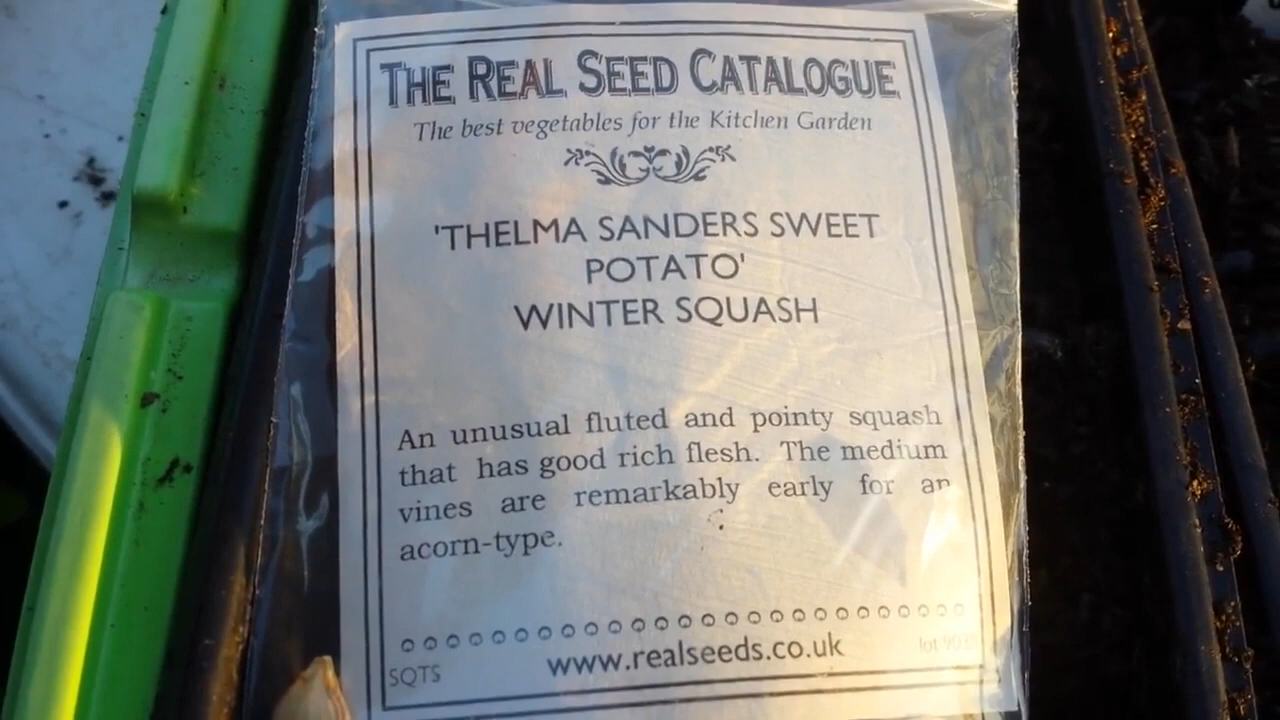 THE REAL SEED CATALOGUE
The best vegetables for the Kitchen Garden
'THELMA SANDERS SWEET
POTATO'
WINTER SQUASH
An unusual fluted and pointy squash
that has good rich flesh. The medium
vines are remarkably early for an
acorn-type.
www.realseeds.co.uk
SQTS
lot